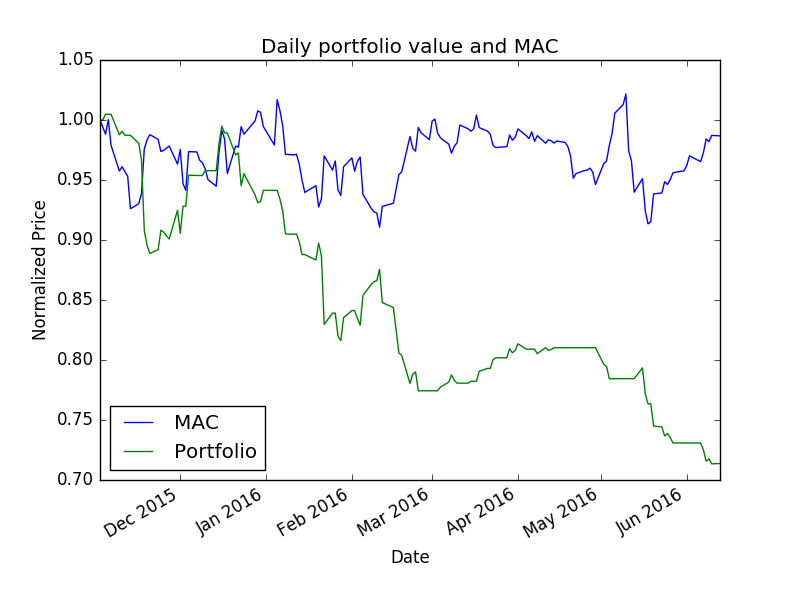 Daily portfolio value and MAC
1.05
1.00
0.95
0.90
0.85
0.80
0.75
0.70
Normalized Price
MAC
Portfolio
Dec 2015
Jan 2016
Feb 2016
Mar 2016
Apr 2016
May 2016
Jun 2016
Date